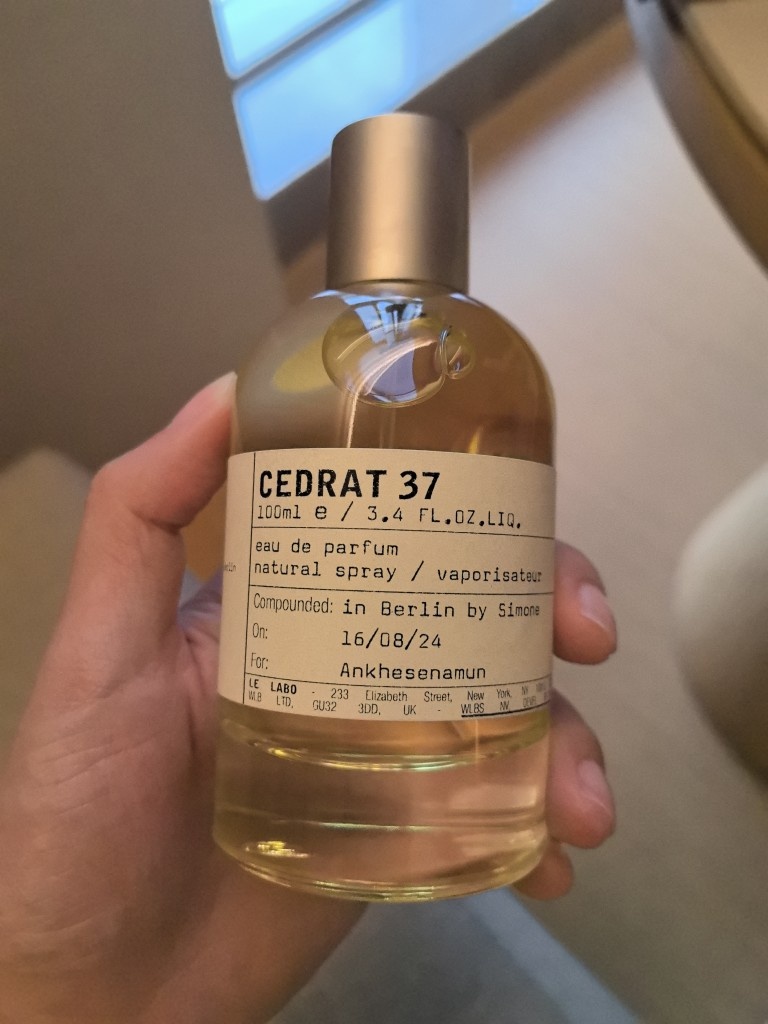 CEDRAT 37
100ml e / 3.4 FL.OZ.LIQ.
eau de parfum
natural spray / vaporisateur
Compounded: in Berlin by Simone
On: 16/08/24
For: Ankhesenamun
LE LABO - 233 Elizabeth Street, New York, NY
WLB LTD, GU32 3DD, UK - WLBS NV,